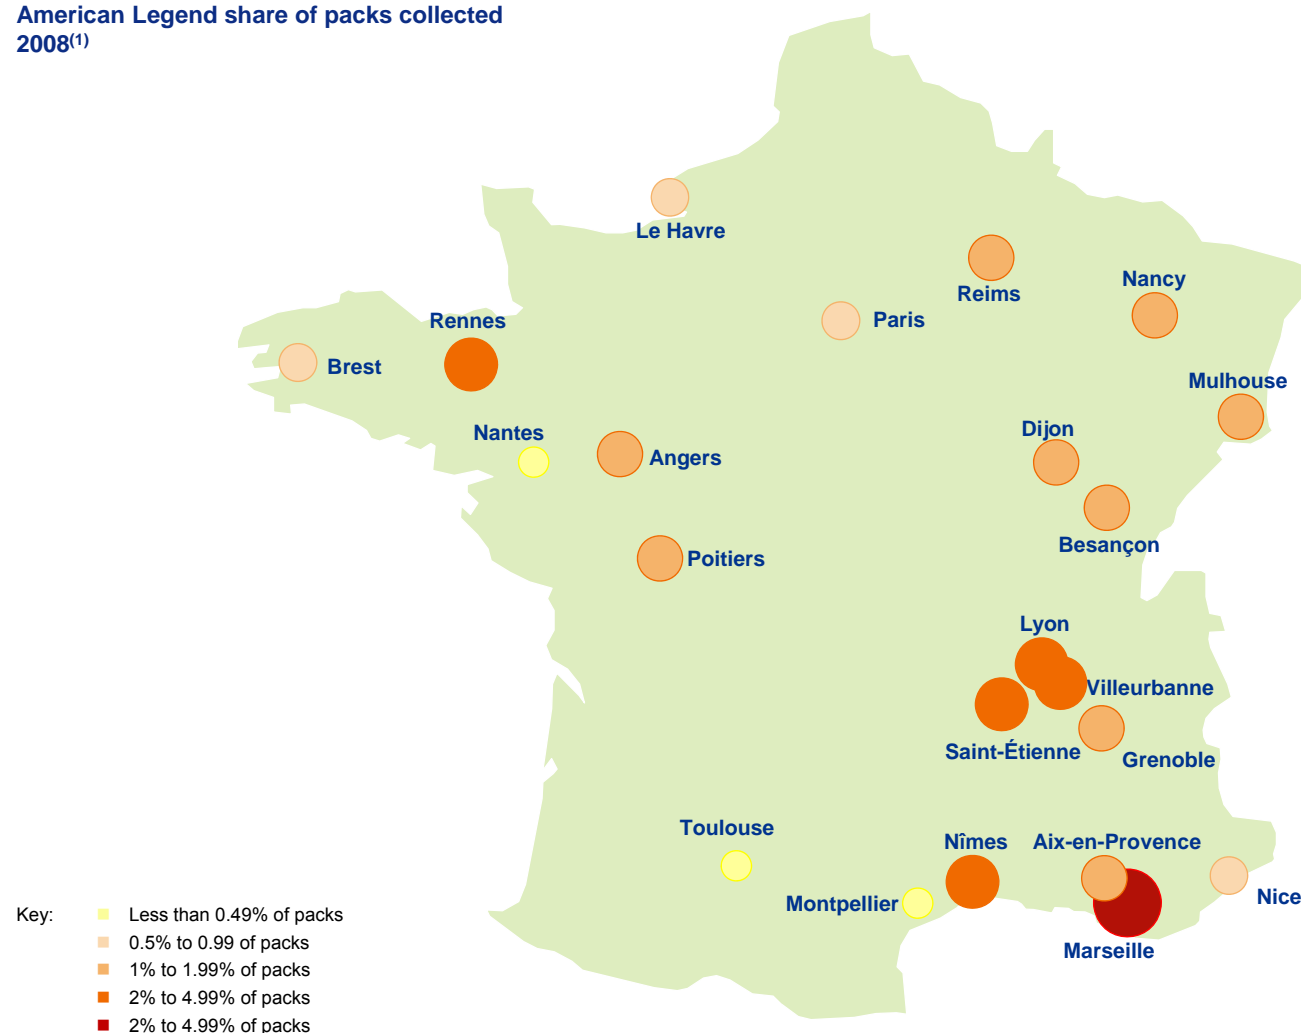 American Legend share of packs collected
2008(1)
Le Havre
Reims
Nancy
Paris
Rennes
Brest
Mulhouse
Nantes
Dijon
Angers
Besançon
Poitiers
Lyon
Villeurbanne
Saint-Étienne
Grenoble
Toulouse
Nîmes
Aix-en-Provence
Montpellier
Nice
Marseille
Key:
Less than 0.49% of packs
0.5% to 0.99 of packs
1% to 1.99% of packs
2% to 4.99% of packs
2% to 4.99% of packs